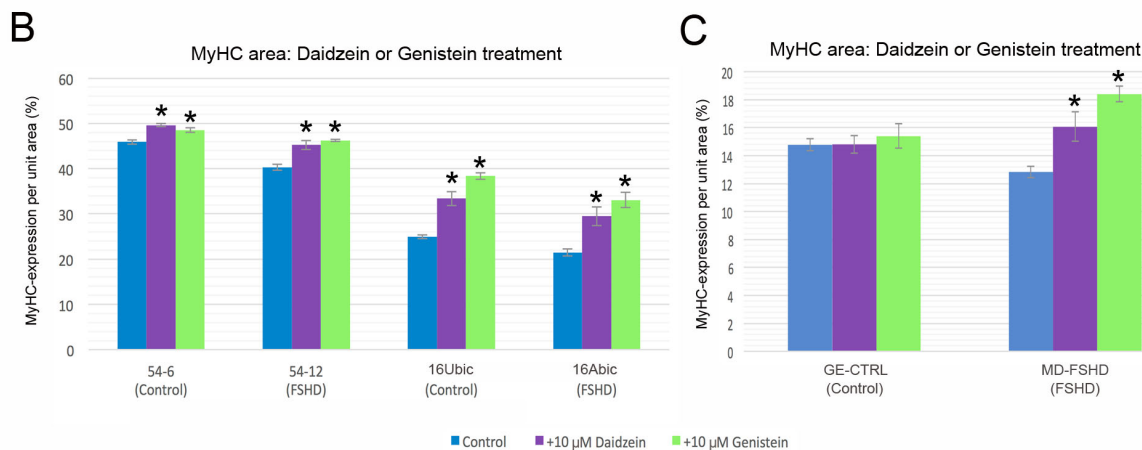 B
MyHC area: Daidzein or Genistein treatment
MyHC-expression per unit area (%)
60
50
40
30
20
10
0
* *
* *
* *
* *
54-6
(Control)
54-12
(FSHD)
16Ubic
(Control)
16Abic
(FSHD)
C
MyHC area: Daidzein or Genistein treatment
MyHC-expression per unit area (%)
20
18
16
14
12
10
8
6
4
2
0
* *
GE-CTRL
(Control)
MD-FSHD
(FSHD)
Control +10 µM Daidzein +10 µM Genistein